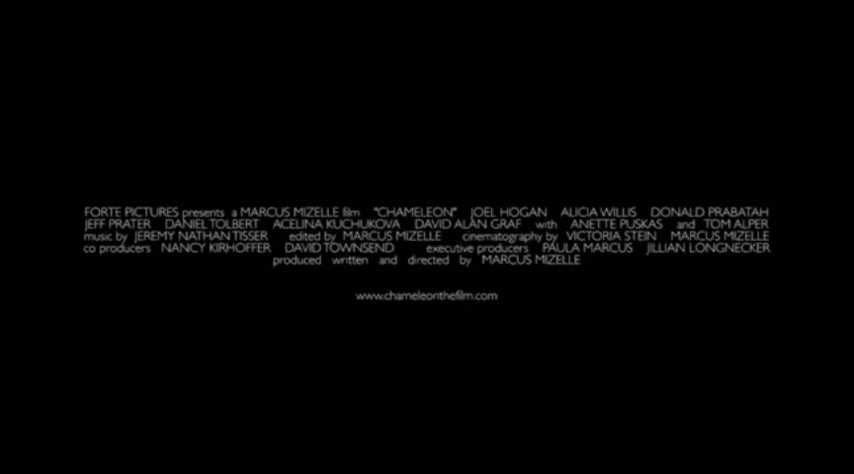 FORTE PICTURES presents a MARCUS MIZELLE film "CHAMELEON" JOEL HOGAN ALICIA WILLIS DONALD PRABATAH
JEFF PRATER DANIEL TOLBERT ACELINA KUCHUKOVA DAVID ALAN GRAF with ANETTE PUSKAS and TOM ALPER
music by JEREMY NATHAN TISSER edited by MARCUS MIZELLE cinematography by VICTORIA STEIN MARCUS MIZELLE
co producers NANCY KIRHOFFER DAVID TOWNSEND executive producers PAULA MARCUS JILLIAN LONGNECKER
produced written and directed by MARCUS MIZELLE
www.chameleonthefilm.com